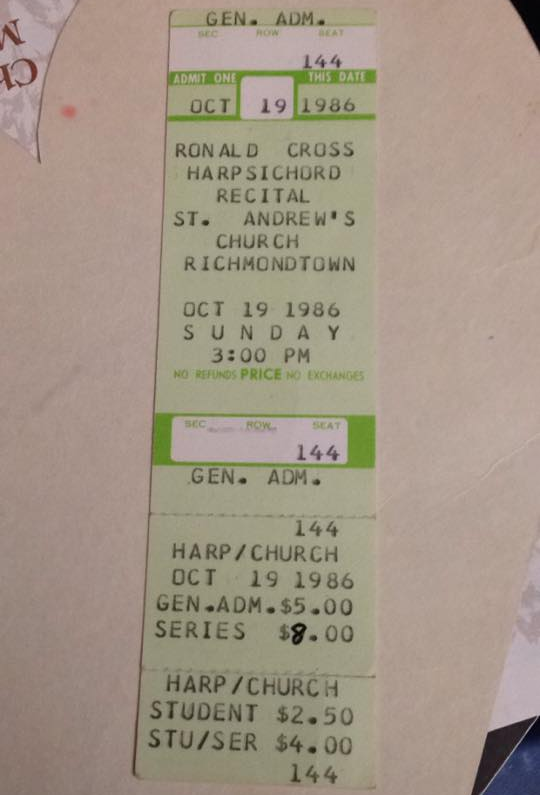 GEN. ADM.
SEC ROW SEAT
144
ADMIT ONE THIS DATE
OCT 19 1986
RONALD CROSS
HARPSICHORD
RECITAL
ST. ANDREW'S
CHURCH
RICHMONDTOWN
OCT 19 1986
SUNDAY
3:00 PM
NO REFUNDS PRICE NO EXCHANGES
SEC ROW SEAT
144
GEN. ADM.
144
HARP/CHURCH
OCT 19 1986
GEN.ADM.$5.00
SERIES $8.00
HARP/CHURCH
STUDENT $2.50
STU/SER $4.00
144